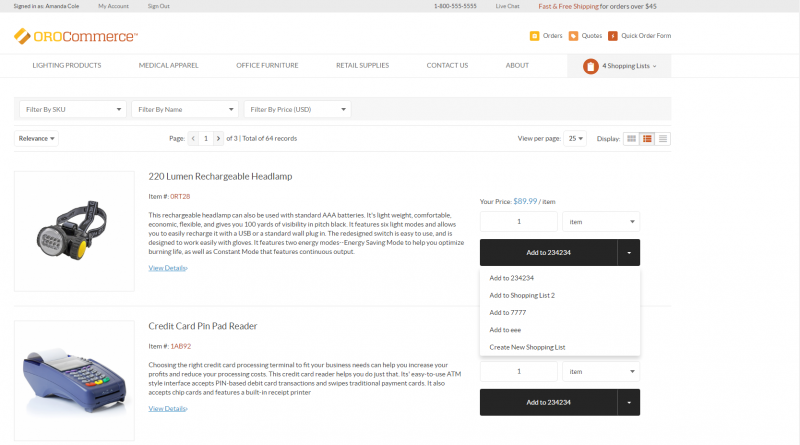 Signed in as: Amanda Cole My Account Sign Out 1-800-555-5555 Live Chat Fast & Free Shipping for orders over $45
OROCommerce™ Orders Quotes Quick Order Form
LIGHTING PRODUCTS MEDICAL APPAREL OFFICE FURNITURE RETAIL SUPPLIES CONTACT US ABOUT 4 Shopping Lists
Filter By SKU Filter By Name Filter By Price (USD)
Relevance Page: < 1 > of 3 | Total of 64 records View per page: 25 Display:
220 Lumen Rechargeable Headlamp
Item #: 0RT28
Your Price: $89.99 / item
This rechargeable headlamp can also be used with standard AAA batteries. It's light weight, comfortable,
economic, flexible, and gives you 100 yards of visibility in pitch black. It features six light modes and allows
you to easily recharge it with a USB or a standard wall plug in. The redesigned switch is easy to use, and is
designed to work easily with gloves. It features two energy modes--Energy Saving Mode to help you optimize
burning life, as well as Constant Mode that features continuous output.
View Details›
1 item
Add to 234234
Add to 234234
Add to Shopping List 2
Add to 7777
Add to eee
Create New Shopping List
Credit Card Pin Pad Reader
Item #: 1AB92
Choosing the right credit card processing terminal to fit your business needs can help you increase your
profits and reduce your processing costs. This credit card reader helps you do just that. Its' easy-to-use ATM
style interface accepts PIN-based debit card transactions and swipes traditional payment cards. It also
accepts chip cards and features a built-in receipt printer
View Details›
1 item
Add to 234234